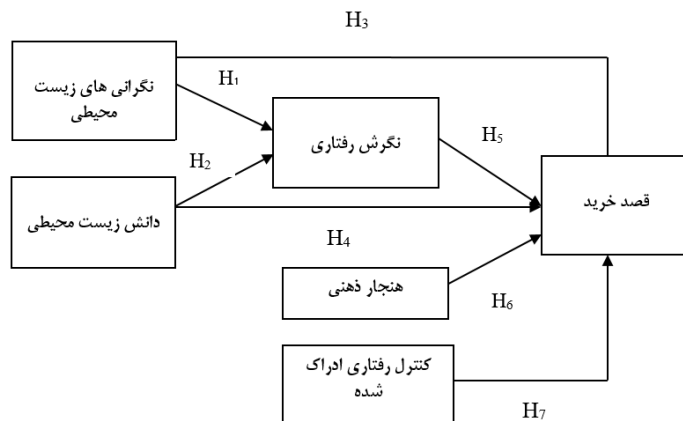 H3
نگرانی های زیست
محیطی
H1
نگرش رفتاری
H5
H2
قصد خرید
دانش زیست محیطی
H4
هنجار ذهنی
H6
کنترل رفتاری ادراک
شده
H7